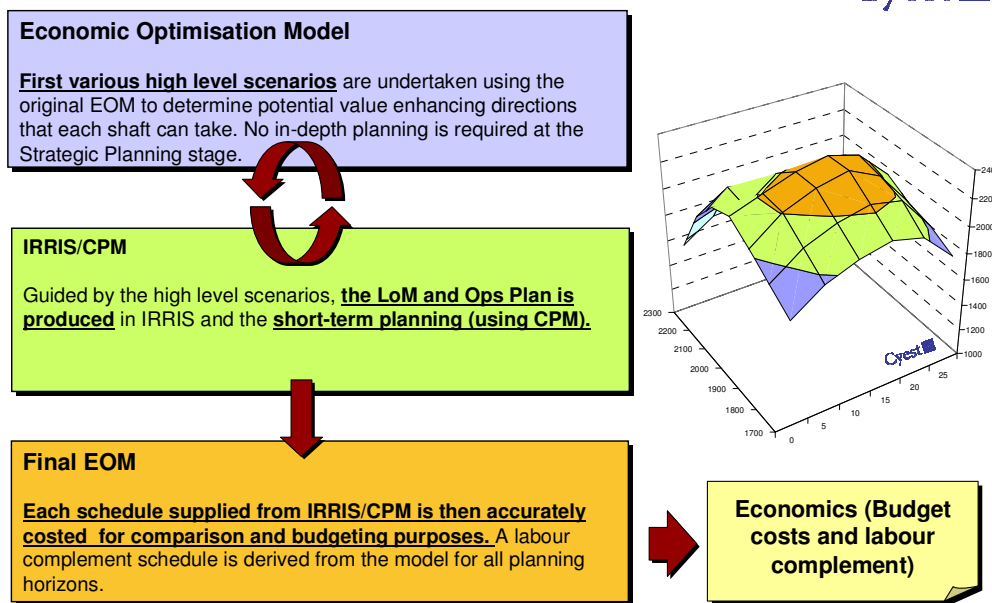 Economic Optimisation Model
First various high level scenarios are undertaken using the
original EOM to determine potential value enhancing directions
that each shaft can take. No in-depth planning is required at the
Strategic Planning stage.
IRRIS/CPM
Guided by the high level scenarios, the LoM and Ops Plan is
produced in IRRIS and the short-term planning (using CPM).
Final EOM
Each schedule supplied from IRRIS/CPM is then accurately
costed for comparison and budgeting purposes. A labour
complement schedule is derived from the model for all planning
horizons.
Economics (Budget
costs and labour
complement)
2200
2000
1800
1600
1400
1200
1000
2300
2200
2100
2000
1900
1800
1700
0
5
10
15
20
25
Cyest